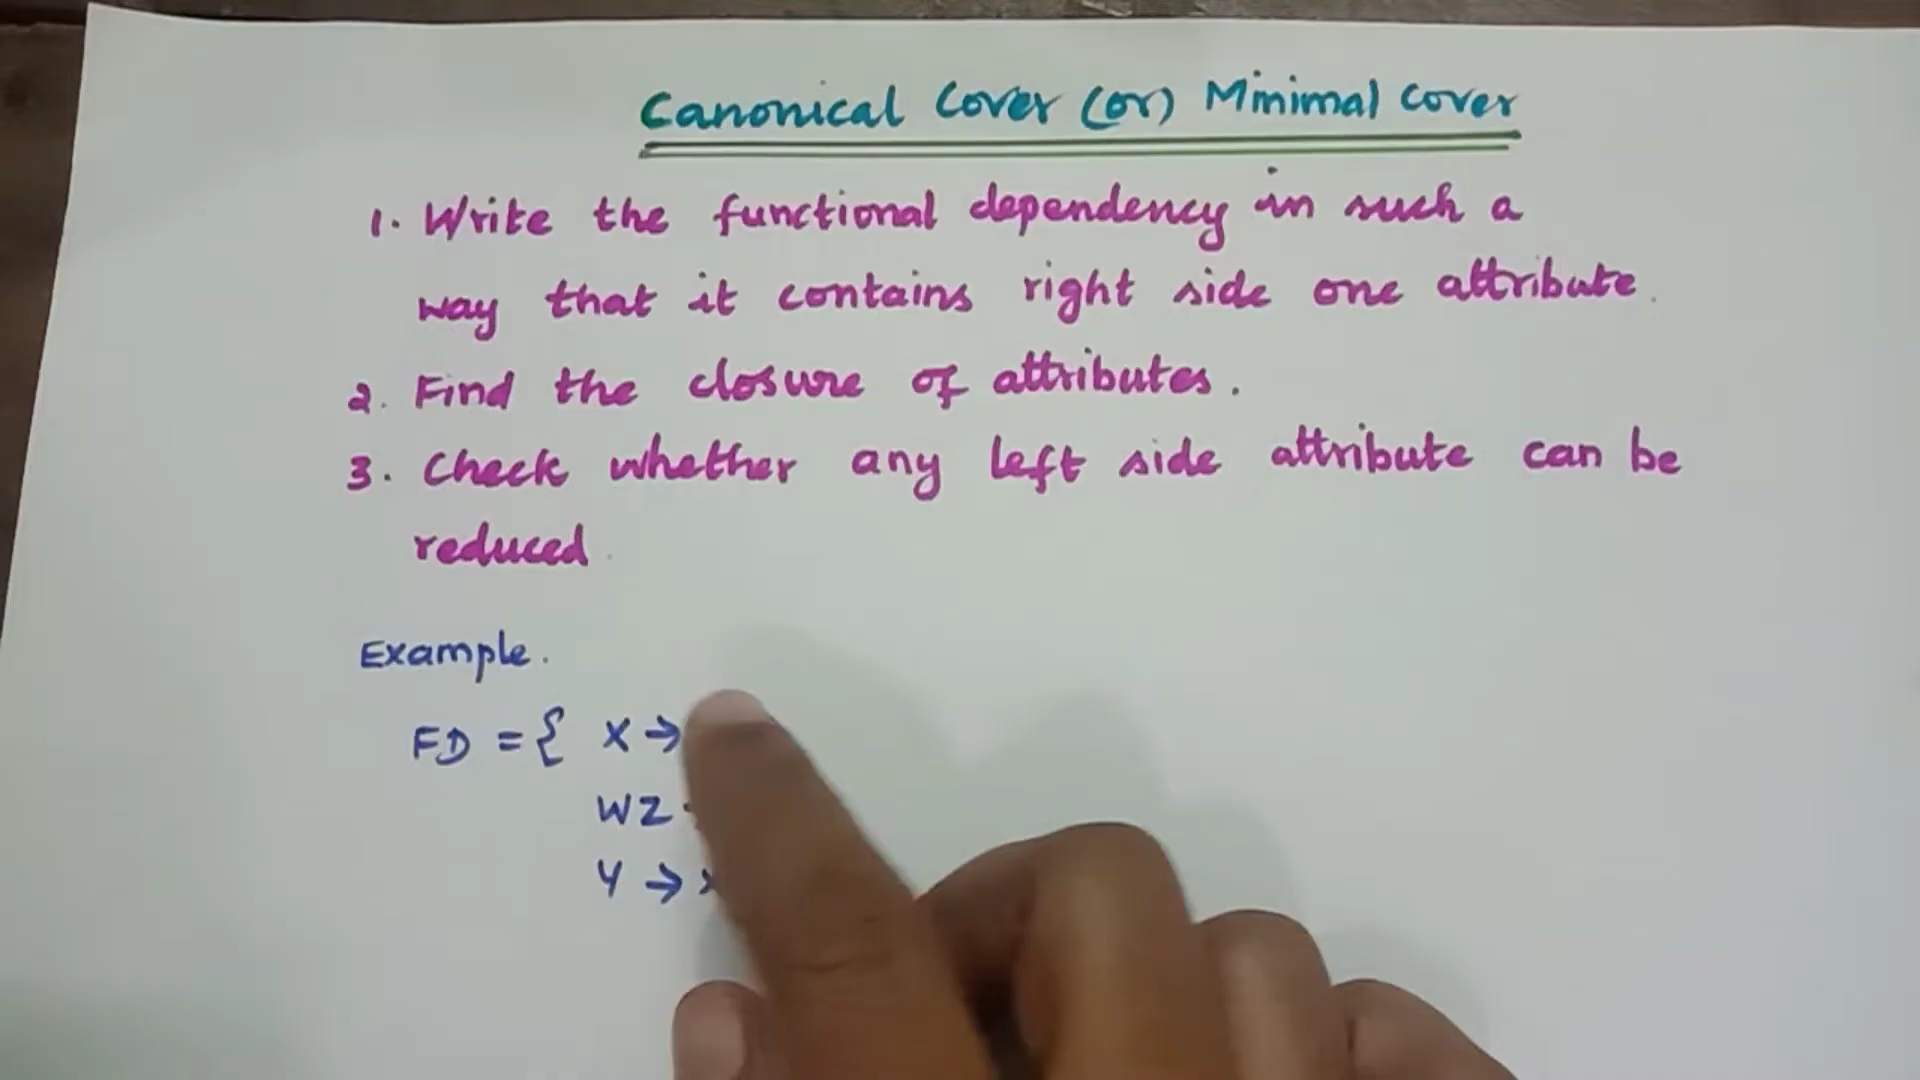 Canonical Cover (or) Minimal Cover
1. Write the functional dependency in such a
way that it contains right side one attribute.
2. Find the closure of attributes.
3. Check whether any left side attribute can be
reduced.
Example.
FD = { X →
WZ
Y →